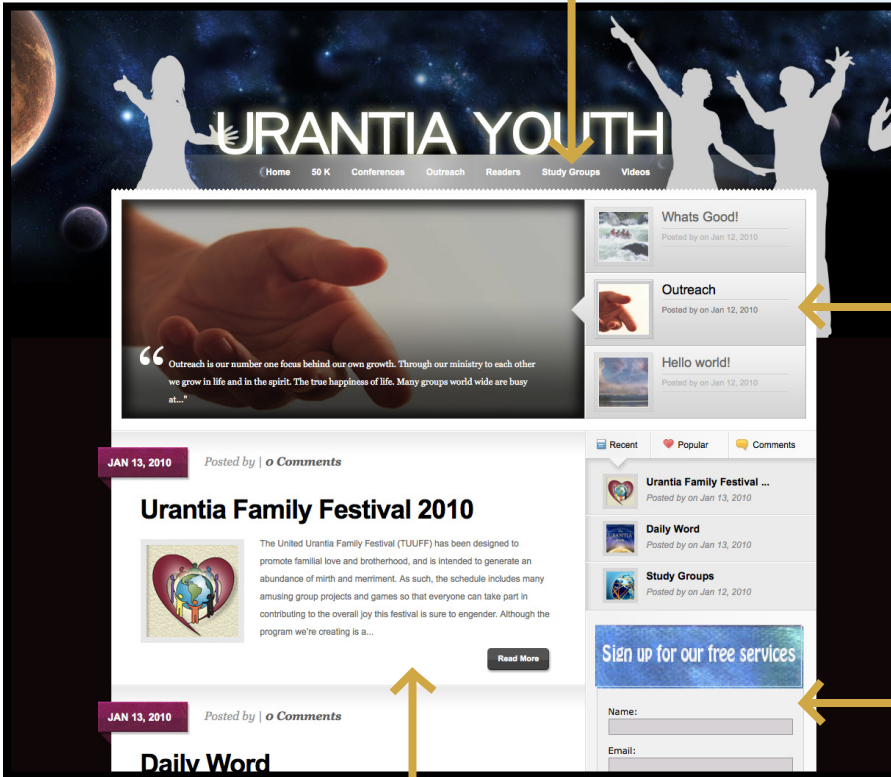 URANTIA YOUTH
Home 50 K Conferences Outreach Readers Study Groups Videos
“ Outreach is our number one focus behind our own growth. Through our ministry to each other
we grow in life and in the spirit. The true happiness of life. Many groups world wide are busy
at..."
Whats Good!
Posted by on Jan 12, 2010
Outreach
Posted by on Jan 12, 2010
Hello world!
Posted by on Jan 12, 2010
JAN 13, 2010
Posted by | 0 Comments
Urantia Family Festival 2010
The United Urantia Family Festival (TUUFF) has been designed to
promote familial love and brotherhood, and is intended to generate an
abundance of mirth and merriment. As such, the schedule includes many
amusing group projects and games so that everyone can take part in
contributing to the overall joy this festival is sure to engender. Although the
program we're creating is a...
Read More
JAN 13, 2010
Posted by | 0 Comments
Daily Word
Recent Popular Comments
Urantia Family Festival ...
Posted by on Jan 13, 2010
URANTIA
Daily Word
Posted by on Jan 13, 2010
Study Groups
Posted by on Jan 12, 2010
Sign up for our free services
Name:
Email: